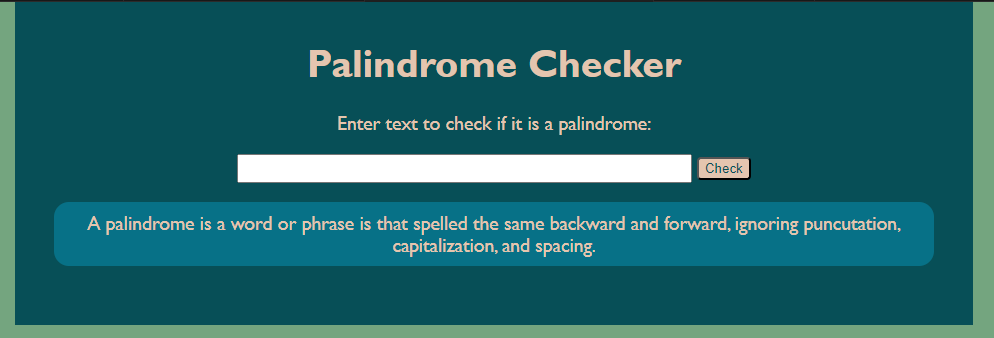 Palindrome Checker
Enter text to check if it is a palindrome:
Check
A palindrome is a word or phrase is that spelled the same backward and forward, ignoring puncutation,
capitalization, and spacing.